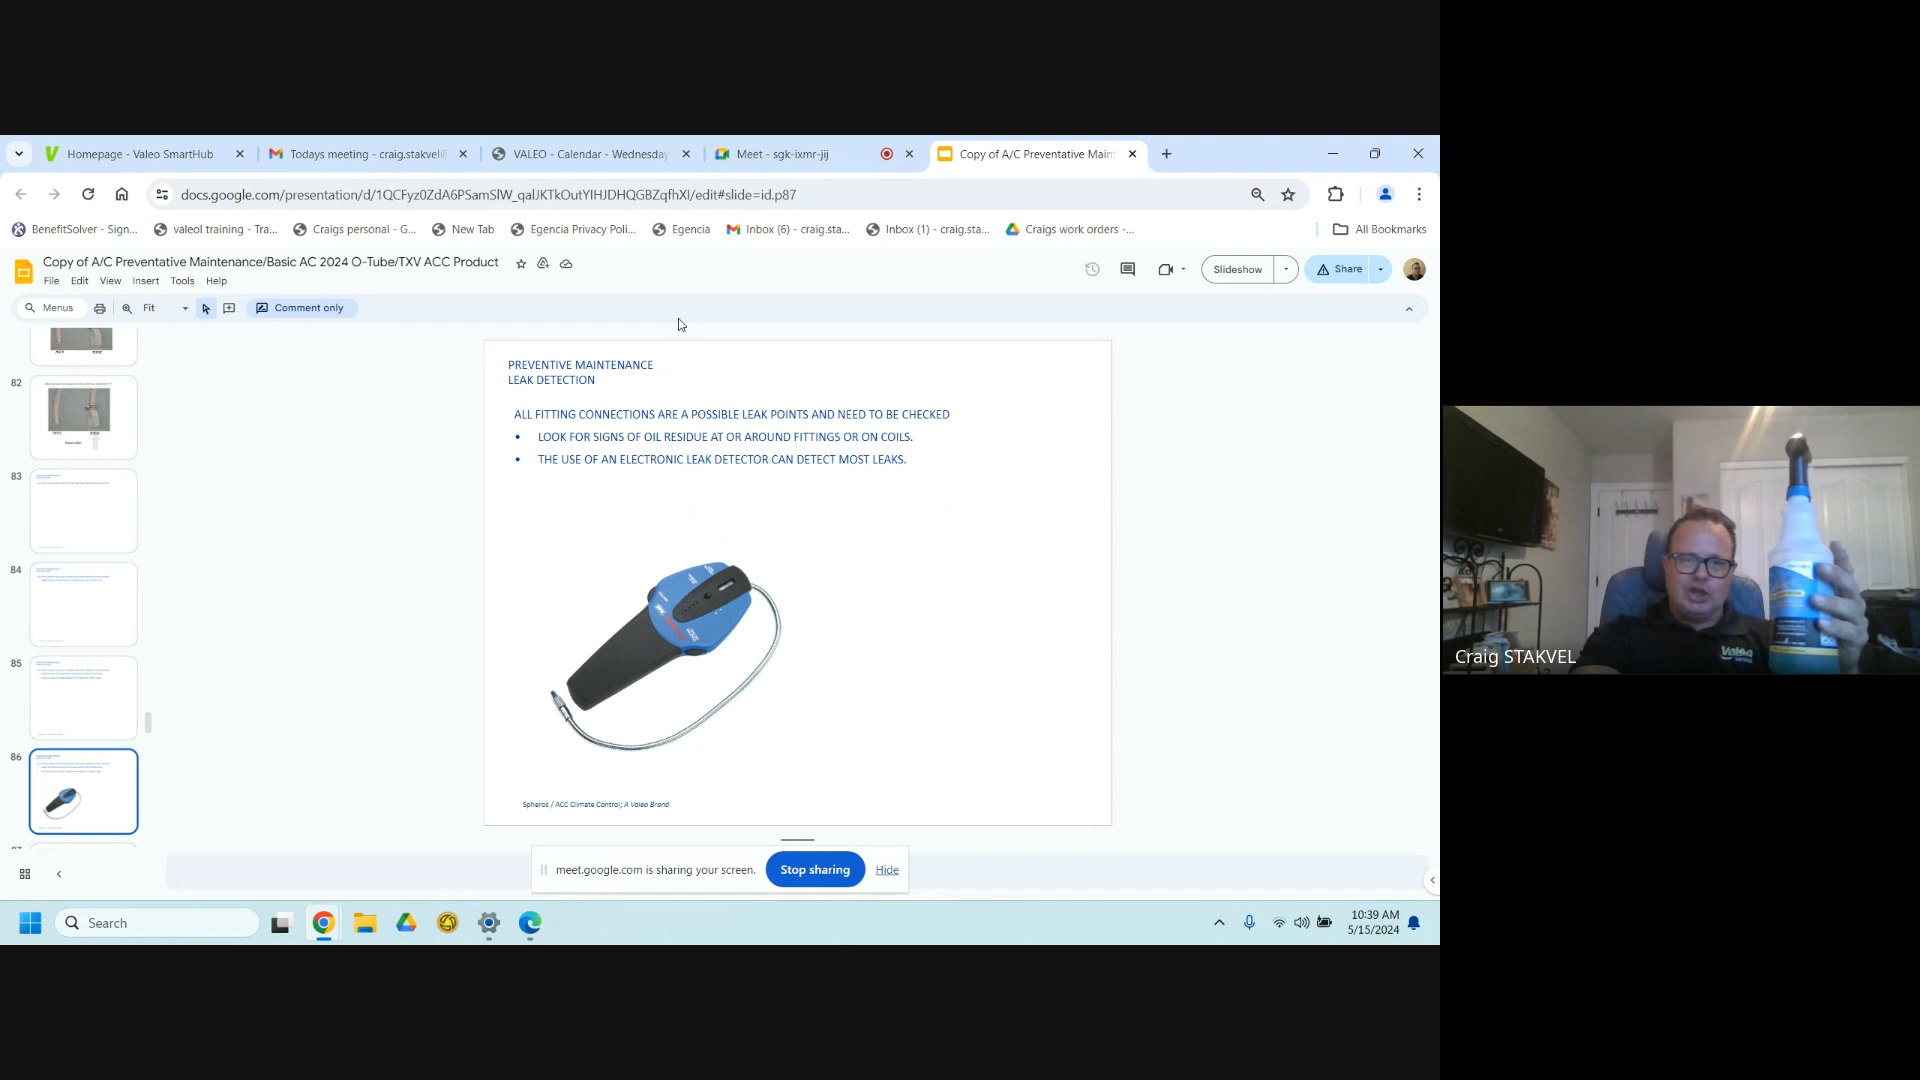 Homepage - Valeo SmartHub
Todays meeting - craig.stakvel@
VALEO - Calendar - Wednesday
Meet - sgk-ixmr-jij
Copy of A/C Preventative Main
docs.google.com/presentation/d/1QCFyz0ZdA6PSamSlW_qalJKTkOutYIHJDHQGBZqfhXI/edit#slide=id.p87
BenefitSolver - Sign...
valeol training - Tra...
Craigs personal - G...
New Tab
Egencia Privacy Poli...
Egencia
Inbox (6) - craig.sta...
Inbox (1) - craig.sta...
Craigs work orders -...
All Bookmarks
Copy of A/C Preventative Maintenance/Basic AC 2024 O-Tube/TXV ACC Product
File Edit View Insert Tools Help
Slideshow
Share
Menus
Fit
Comment only
82
83
84
85
86
PREVENTIVE MAINTENANCE
LEAK DETECTION
ALL FITTING CONNECTIONS ARE A POSSIBLE LEAK POINTS AND NEED TO BE CHECKED
• LOOK FOR SIGNS OF OIL RESIDUE AT OR AROUND FITTINGS OR ON COILS.
• THE USE OF AN ELECTRONIC LEAK DETECTOR CAN DETECT MOST LEAKS.
Spheros / ACC Climate Control; A Valeo Brand
meet.google.com is sharing your screen.
Stop sharing
Hide
Search
10:39 AM
5/15/2024
Valeo
Craig STAKVEL